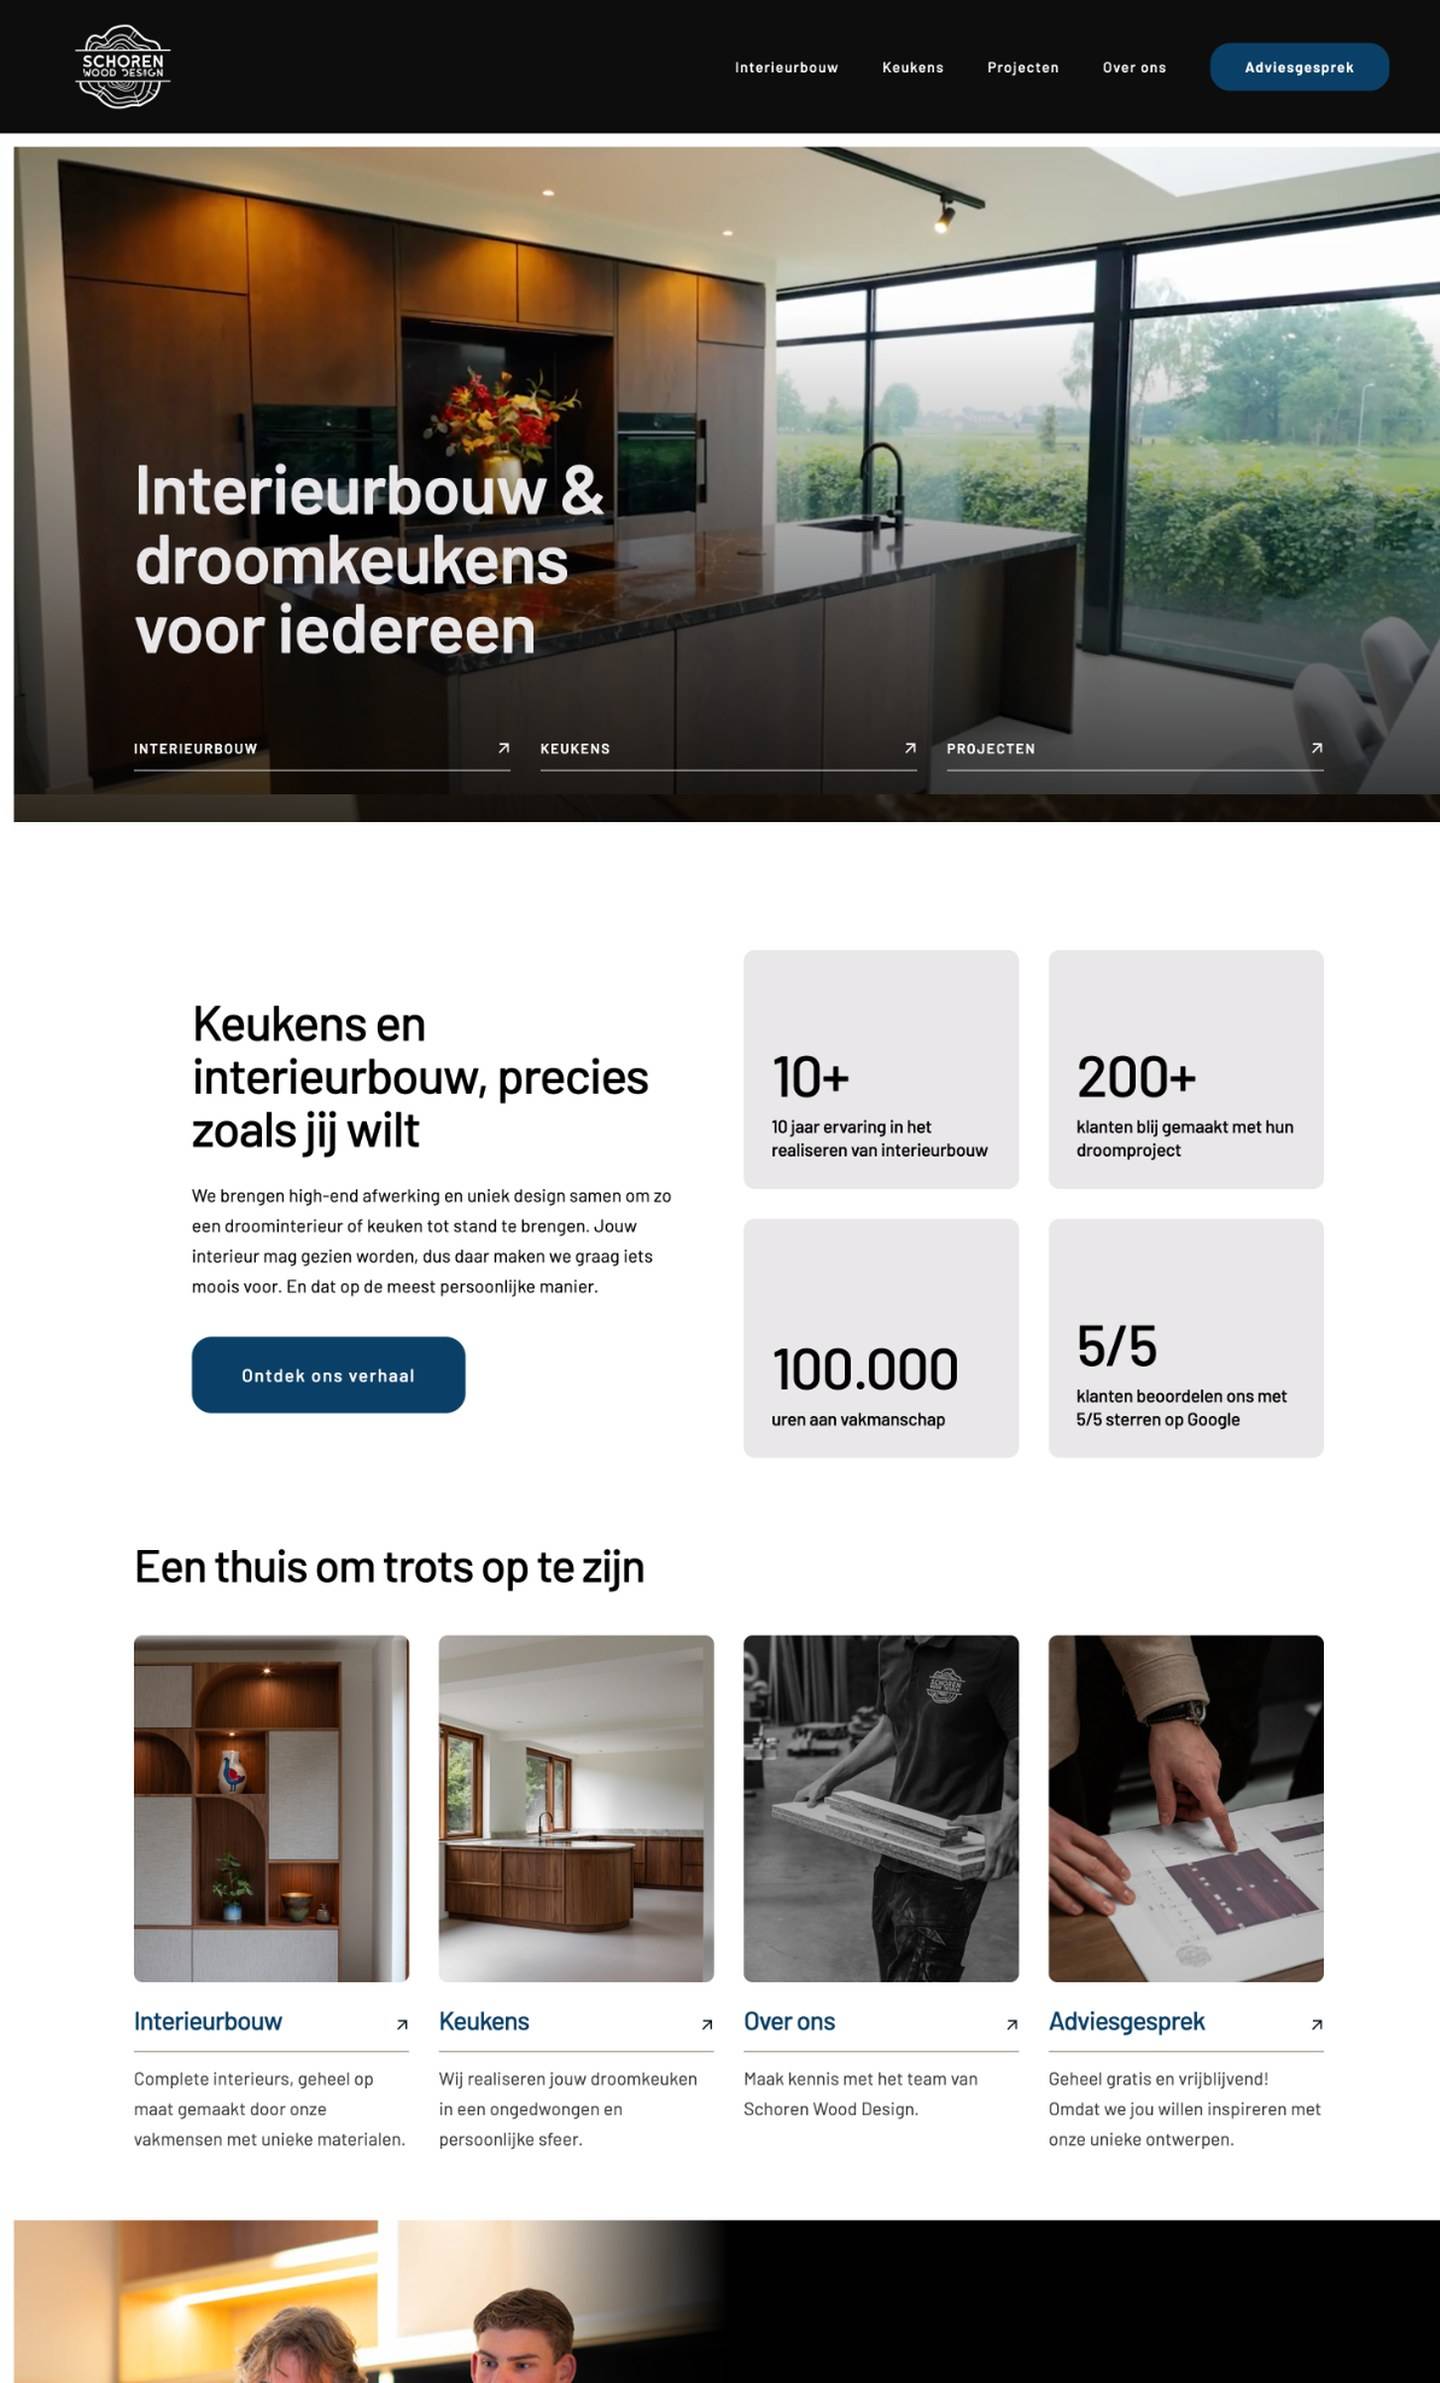 SCHOREN
WOOD DESIGN
Interieurbouw
Keukens
Projecten
Over ons
Adviesgesprek
Interieurbouw &
droomkeukens
voor iedereen
INTERIEURBOUW
KEUKENS
PROJECTEN
Keukens en
interieurbouw, precies
zoals jij wilt
We brengen high-end afwerking en uniek design samen om zo
een droominterieur of keuken tot stand te brengen. Jouw
interieur mag gezien worden, dus daar maken we graag iets
moois voor. En dat op de meest persoonlijke manier.
Ontdek ons verhaal
10+
10 jaar ervaring in het
realiseren van interieurbouw
200+
klanten blij gemaakt met hun
droomproject
100.000
uren aan vakmanschap
5/5
klanten beoordelen ons met
5/5 sterren op Google
Een thuis om trots op te zijn
SCHOREN
WOOD DESIGN
Interieurbouw
Complete interieurs, geheel op
maat gemaakt door onze
vakmensen met unieke materialen.
Keukens
Wij realiseren jouw droomkeuken
in een ongedwongen en
persoonlijke sfeer.
Over ons
Maak kennis met het team van
Schoren Wood Design.
Adviesgesprek
Geheel gratis en vrijblijvend!
Omdat we jou willen inspireren met
onze unieke ontwerpen.